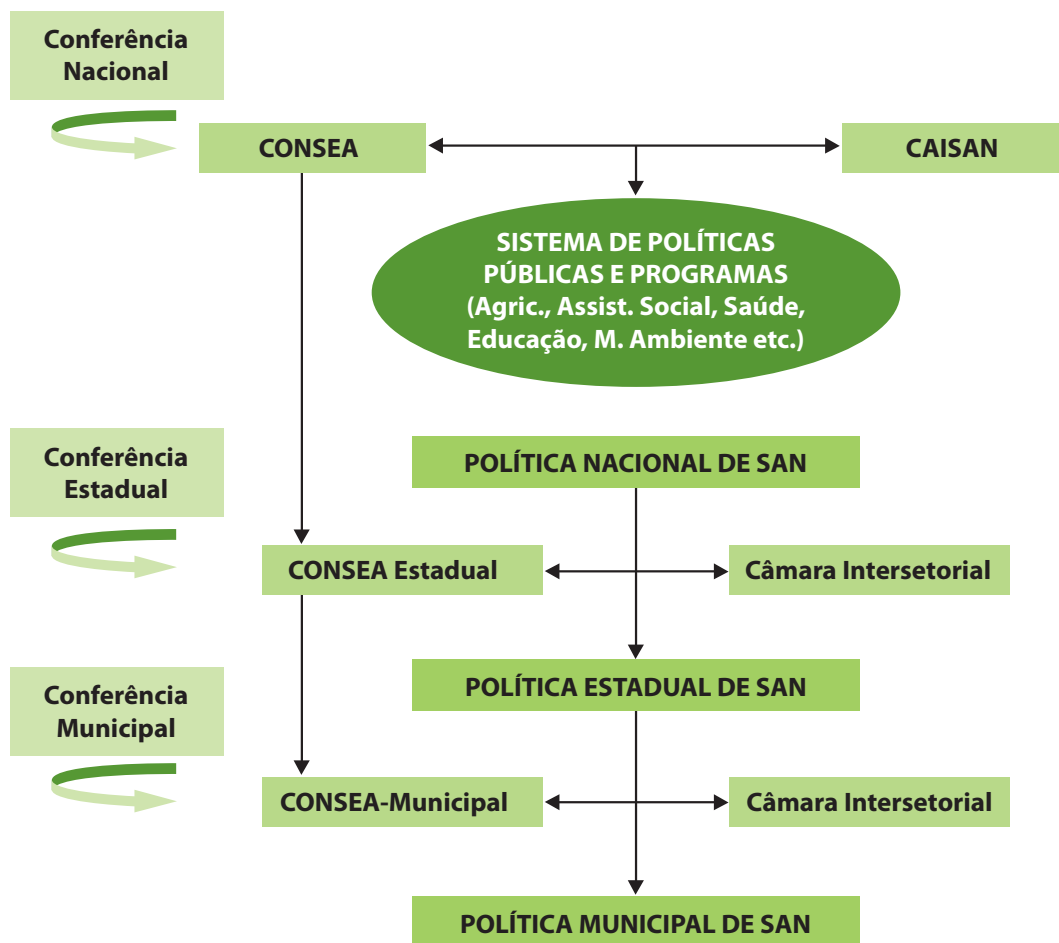 Conferência
Nacional
CONSEA
CAISAN
SISTEMA DE POLÍTICAS
PÚBLICAS E PROGRAMAS
(Agric., Assist. Social, Saúde,
Educação, M. Ambiente etc.)
Conferência
Estadual
POLÍTICA NACIONAL DE SAN
CONSEA Estadual
Câmara Intersetorial
Conferência
Municipal
POLÍTICA ESTADUAL DE SAN
CONSEA-Municipal
Câmara Intersetorial
POLÍTICA MUNICIPAL DE SAN